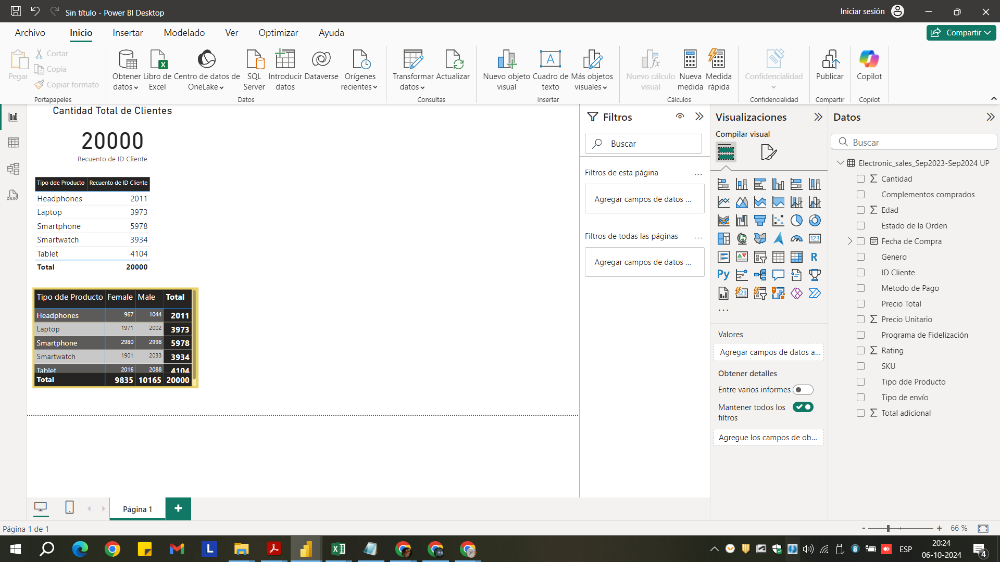 Sin título - Power BI Desktop
Iniciar sesión
Archivo Inicio Insertar Modelado Ver Optimizar Ayuda
Compartir
Pegar
Cortar
Copia
Copiar formato
Portapapeles
Obtener datos
Libro de Excel
Centro de datos de OneLake
SQL Server
Introducir datos
Dataverse
Orígenes recientes
Datos
Transformar datos
Actualizar
Consultas
Nuevo objeto visual
Cuadro de texto
Más objetos visuales
Insertar
Nuevo cálculo visual
Nueva medida
Medida rápida
Cálculos
Confidencialidad
Confidencialidad
Publicar
Compartir
Copilot
Copilot
DAX
Cantidad Total de Clientes
20000
Recuento de ID Cliente
Tipo dde Producto Recuento de ID Cliente
Headphones 2011
Laptop 3973
Smartphone 5978
Smartwatch 3934
Tablet 4104
Total 20000
Tipo dde Producto Female Male Total
Headphones 967 1044 2011
Laptop 1971 2002 3973
Smartphone 2980 2998 5978
Smartwatch 1901 2033 3934
Tablet 2016 2088 4104
Total 9835 10165 20000
Filtros
Buscar
Filtros de esta página ...
Agregar campos de datos ...
Filtros de todas las páginas ...
Agregar campos de datos ...
Visualizaciones
Compilar visual
123
R
Py
123
...
Valores
Agregar campos de datos a...
Obtener detalles
Entre varios informes
Mantener todos los filtros
Agregue los campos de ob...
Datos
Buscar
Electronic_sales_Sep2023-Sep2024 UP
Cantidad
Complementos comprados
Edad
Estado de la Orden
Fecha de Compra
Genero
ID Cliente
Metodo de Pago
Precio Total
Precio Unitario
Programa de Fidelización
Rating
SKU
Tipo dde Producto
Tipo de envío
Total adicional
Página 1
+
Página 1 de 1
- + 66 %
L
ESP
20:24
06-10-2024
4